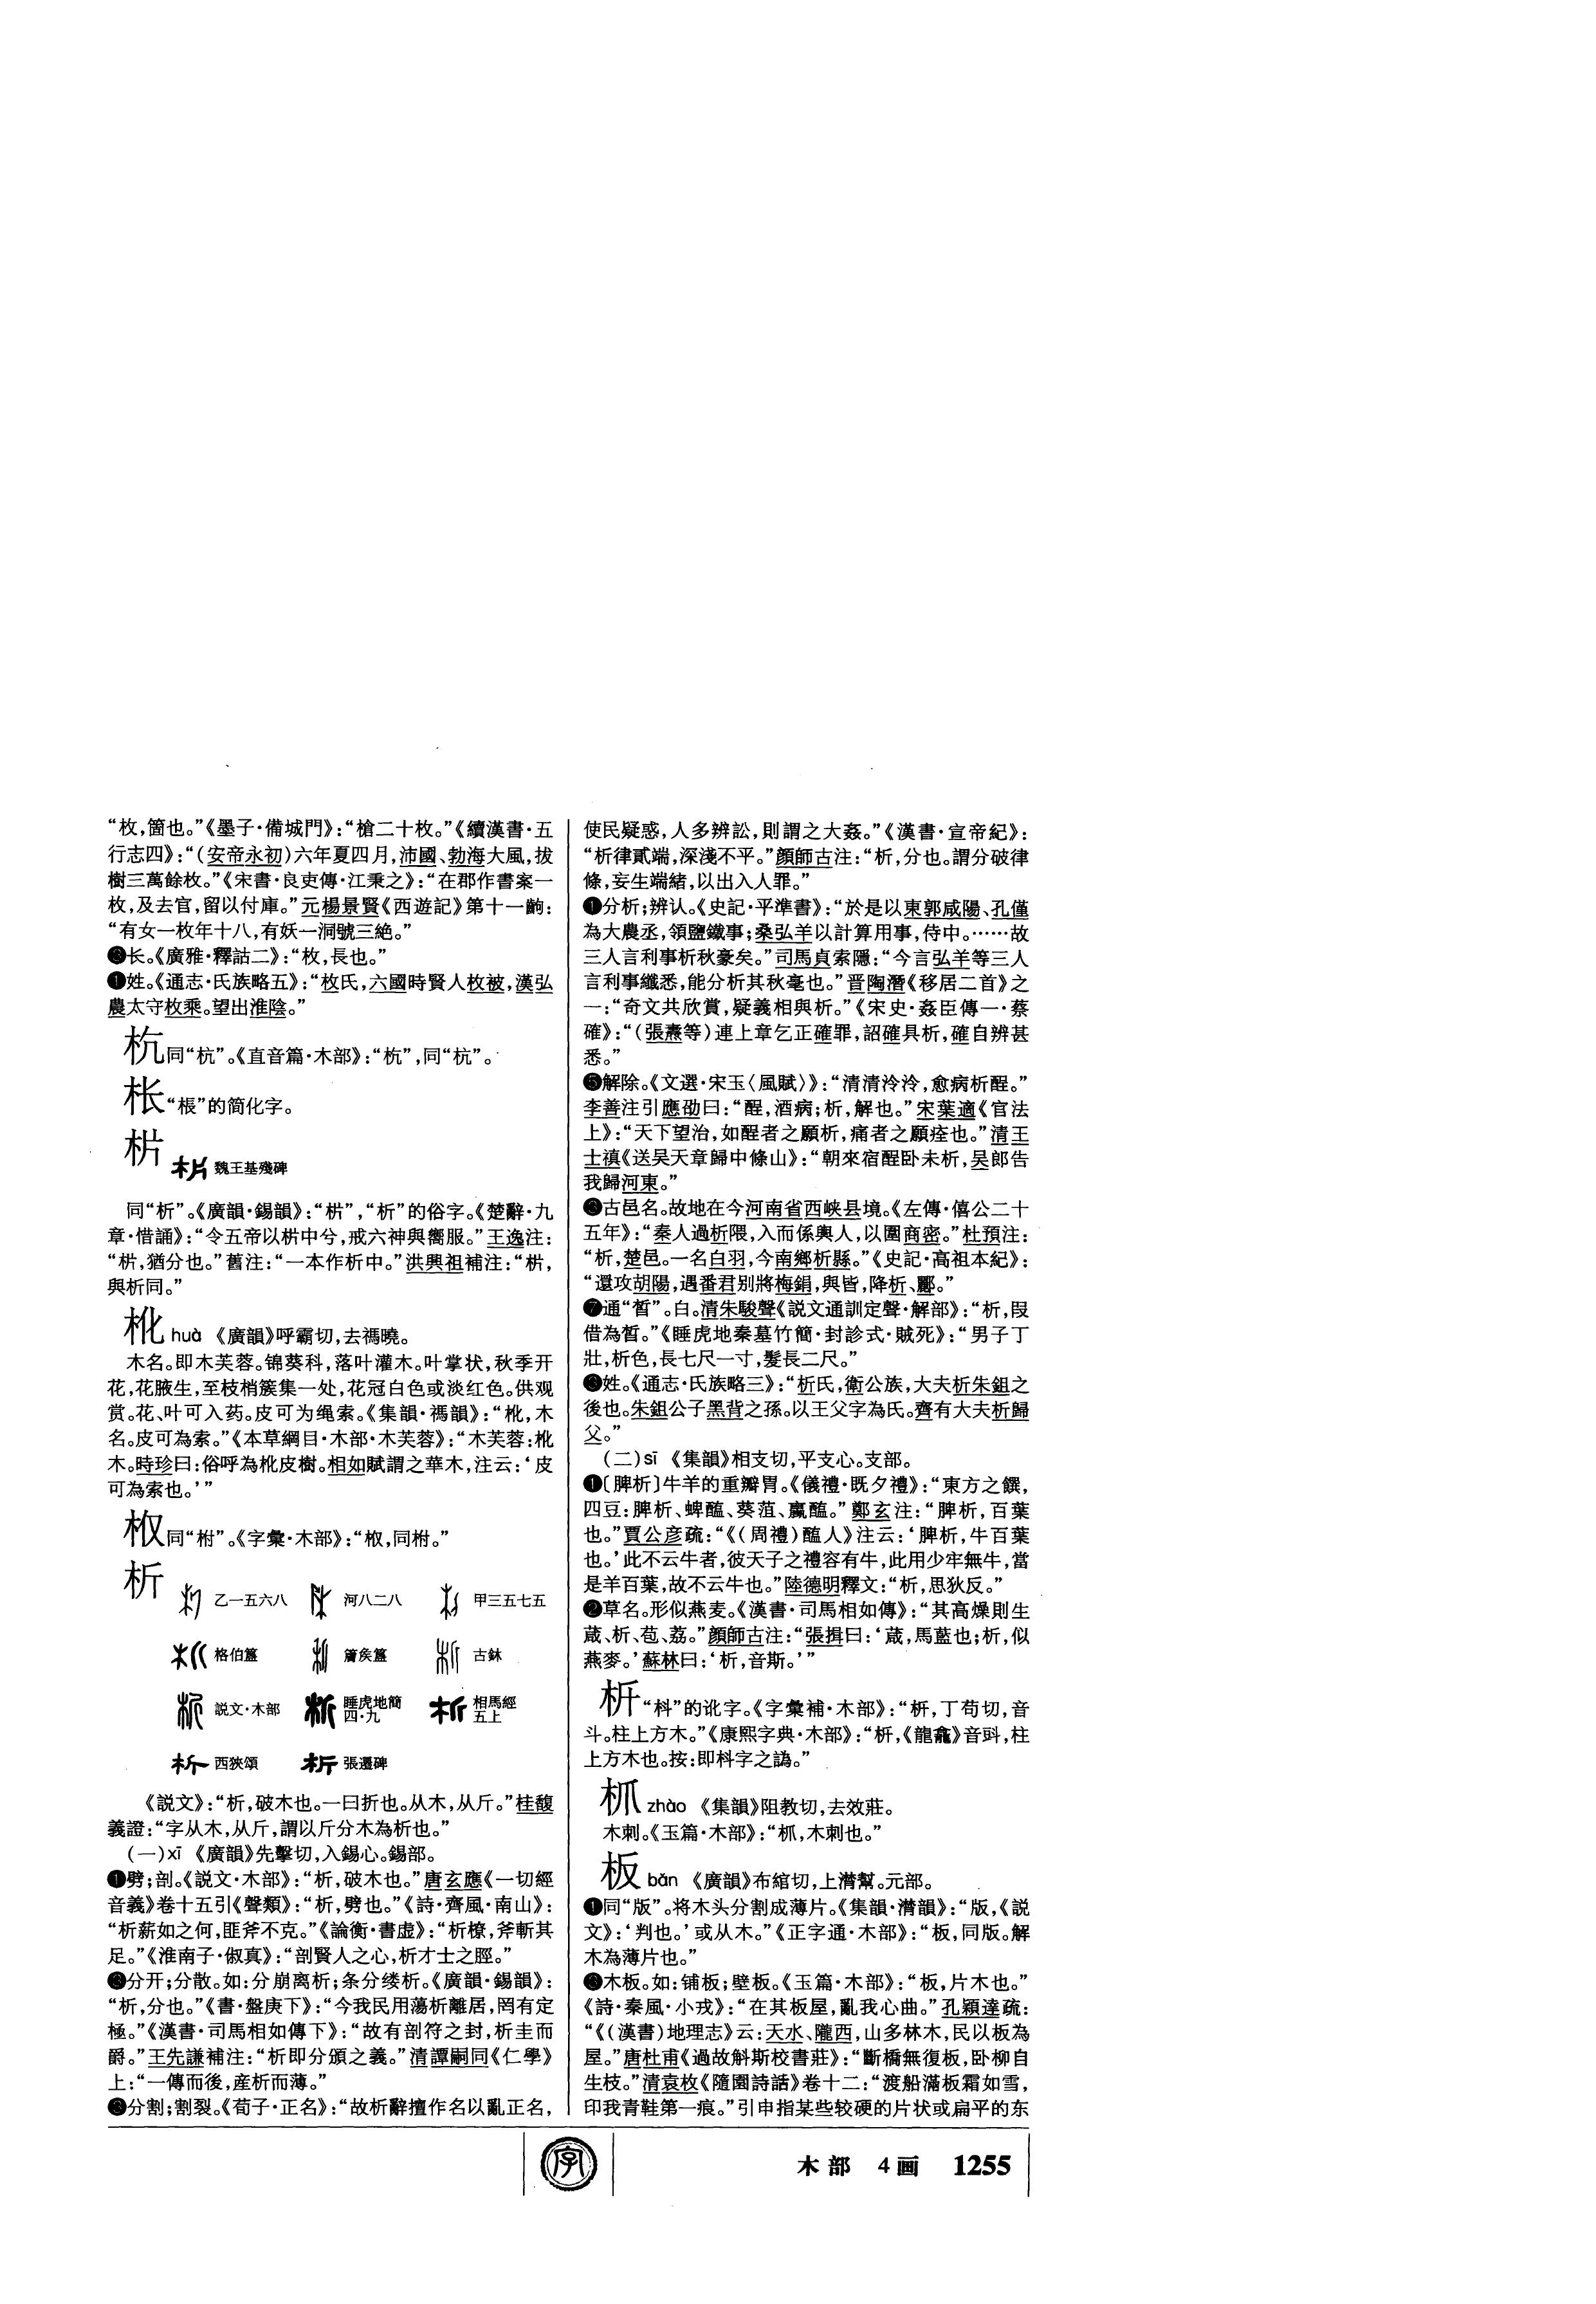 “枚，箇也。”《墨子·備城門》：“槍二十枚。”《續漢書·五
行志四》：“（安帝永初）六年夏四月，沛國、勃海大風，拔
樹三萬餘枚。”《宋書·良吏傳·江秉之》：“在郡作書案一
枚，及去官，留以付庫。”元楊景賢《西遊記》第十一齣：
“有女一枚年十八，有妖一洞號三絶。”
長。《廣雅·釋詁二》：“枚，長也。”
姓。《通志·氏族略五》：“枚氏，六國時賢人枚被，漢弘
農太守枚乘。望出淮陰。”
同“杭”。《直音篇·木部》：“，同“杭”。
枨“棖”的简化字。
枿 魏王基殘碑
同“析”。《廣韻·錫韻》：“枿”，“析”的俗字。《楚辭·九
章·惜誦》：“令五帝以枿中兮，戒六神與嚮服。”王逸注：
“枿，猶分也。”舊注：“一本作析中。”洪興祖補注：“枿，
與析同。”
杹 huà 《廣韻》呼霸切，去禡曉。
木名。即木芙蓉。锦葵科，落叶灌木。叶掌状，秋季开
花，花腋生，至枝梢簇集一处，花冠白色或淡红色。供观
赏。花、叶可入药。皮可为绳索。《集韻·禡韻》：“杹，木
名。皮可為索。”《本草綱目·木部·木芙蓉》：“木芙蓉：杹
木。時珍曰：俗呼為杹皮樹。相如賦謂之華木，注云：‘皮
可為索也。’”
同“柎”。《字彙·木部》：“，同柎。”
析
乙一五六八 河八二八 甲三五七五
格伯簋 古鉢
説文·木部 睡虎地簡四·九 相馬經五上
西狹頌 張遷碑
《説文》：“析，破木也。一曰折也。从木，从斤。”桂馥
義證：“字从木，从斤，謂以斤分木為析也。”
（一）xī 《廣韻》先擊切，入錫心。錫部。
❶劈；剖。《説文·木部》：“析，破木也。”唐玄應《一切經
音義》卷十五引《聲類》：“析，劈也。”《詩·齊風·南山》：
“析薪如之何，匪斧不克。”《論衡·書虚》：“析橑，斧斬其
足。”《淮南子·俶真》：“剖賢人之心，析才士之脛。”
分开；分散。如：分崩离析；条分缕析。《廣韻·錫韻》：
“析，分也。”《書·盤庚下》：“今我民用蕩析離居，罔有定
極。”《漢書·司馬相如傳下》：“故有剖符之封，析圭而
爵。”王先謙補注：“析即分頒之義。”清譚嗣同《仁學》
上：“一傳而後，産析而薄。”
❸分割；割裂。《荀子·正名》：“故析辭擅作名以亂正名，
使民疑惑，人多辨訟，則謂之大姦。”《漢書·宣帝紀》：
“析律貳端，深淺不平。”顔師古注：“析，分也。謂分破律
條，妄生端緒，以出入人罪。”
分析；辨认。《史記·平準書》：“於是以東郭咸陽、孔僅
為大農丞，領鹽鐵事；桑弘羊以計算用事，侍中。……故
三人言利事析秋豪矣。”司馬貞索隱：“今言弘羊等三人
言利事纖悉，能分析其秋毫也。”晋陶潛《移居二首》之
一：“奇文共欣賞，疑義相與析。”《宋史·姦臣傳一·蔡
確》：“（張燾等）連上章乞正確罪，詔確具析，確自辨甚
悉。”
❺解除。《文選·宋玉〈風賦〉》：“清清泠泠，愈病析酲。”
李善注引應劭曰：“酲，酒病；析，解也。”宋葉適《官法
上》：“天下望治，如酲者之願析，痛者之願痊也。”清王
士禛《送吴天章歸中條山》：“朝來宿酲卧未析，吴郎告
我歸河東。”
古邑名。故地在今河南省西峡县境。《左傳·僖公二十
五年》：“秦人過析隈，入而係輿人，以圍商密。”杜預注：
“析，楚邑。一名白羽，今南鄉析縣。”《史記·高祖本紀》：
“還攻胡陽，遇番君别將梅鋗，與皆，降析、酈。”
❼通“晳”。白。清朱駿聲《説文通訓定聲·解部》：“析，叚
借為晳。”《睡虎地秦墓竹簡·封診式·賊死》：“男子丁
壯，析色，長七尺一寸，髮長二尺。”
姓。《通志·氏族略三》：“析氏，衛公族，大夫析朱鉏之
後也。朱鉏公子黑背之孫。以王父字為氏。齊有大夫析歸
父。”
（二）sī 《集韻》相支切，平支心。支部。
❶〔脾析〕牛羊的重瓣胃。《儀禮·既夕禮》：“東方之饌，
四豆：脾析、蜱醢、葵菹、蠃醢。”鄭玄注：“脾析，百葉
也。”賈公彦疏：“《（周禮）醢人》注云：‘脾析，牛百葉
也。’此不云牛者，彼天子之禮容有牛，此用少牢無牛，當
是羊百葉，故不云牛也。”陸德明釋文：“析，思狄反。”
❷草名。形似燕麦。《漢書·司馬相如傳》：“其高燥則生
葴、析、苞、荔。”顔師古注：“張揖曰：‘葴，馬藍也；析，似
燕麥。’蘇林曰：‘析，音斯。’”
“枓”的讹字。《字彙補·木部》：“，丁苟切，音
斗。柱上方木。”《康熙字典·木部》：“，《龍龕》音㪷，柱
上方木也。按：即枓字之譌。”
抓 zhào 《集韻》阻教切，去效莊。
木刺。《玉篇·木部》：“，木刺也。”
板 bǎn 《廣韻》布綰切，上潸幫。元部。
❶同“版”。将木头分割成薄片。《集韻·潸韻》：“版，《説
文》：‘判也。’或从木。”《正字通·木部》：“板，同版。解
木為薄片也。”
木板。如：铺板；壁板。《玉篇·木部》：“板，片木也。”
《詩·秦風·小戎》：“在其板屋，亂我心曲。”孔穎達疏：
“《（漢書）地理志》云：天水、隴西，山多林木，民以板為
屋。”唐杜甫《過故斛斯校書莊》：“斷橋無復板，卧柳自
生枝。”清袁枚《隨園詩話》卷十二：“渡船滿板霜如雪，
印我青鞋第一痕。”引申指某些较硬的片状或扁平的东
字
木部 4画 1255